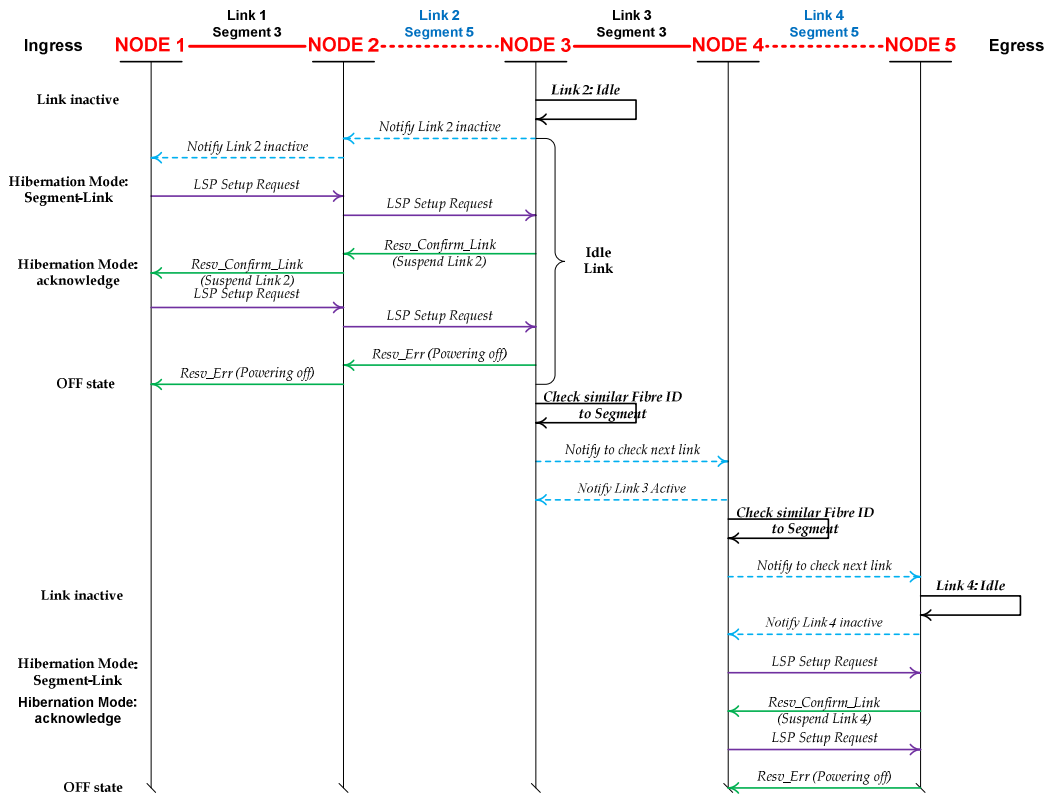 Link 1
Segment 3
Link 2
Segment 5
Link 3
Segment 3
Link 4
Segment 5
Ingress
NODE 1
NODE 2
NODE 3
NODE 4
NODE 5
Egress
Link inactive
Link 2: Idle
Notify Link 2 inactive
Notify Link 2 inactive
Hibernation Mode:
Segment-Link
LSP Setup Request
LSP Setup Request
Idle
Link
Resv_Confirm_Link
(Suspend Link 2)
Hibernation Mode:
acknowledge
Resv_Confirm_Link
(Suspend Link 2)
LSP Setup Request
LSP Setup Request
Resv_Err (Powering off)
OFF state
Resv_Err (Powering off)
Check similar Fibre ID
to Segment
Notify to check next link
Notify Link 3 Active
Check similar Fibre ID
to Segment
Notify to check next link
Link inactive
Link 4: Idle
Notify Link 4 inactive
Hibernation Mode:
Segment-Link
LSP Setup Request
Hibernation Mode:
acknowledge
Resv_Confirm_Link
(Suspend Link 4)
LSP Setup Request
OFF state
Resv_Err (Powering off)